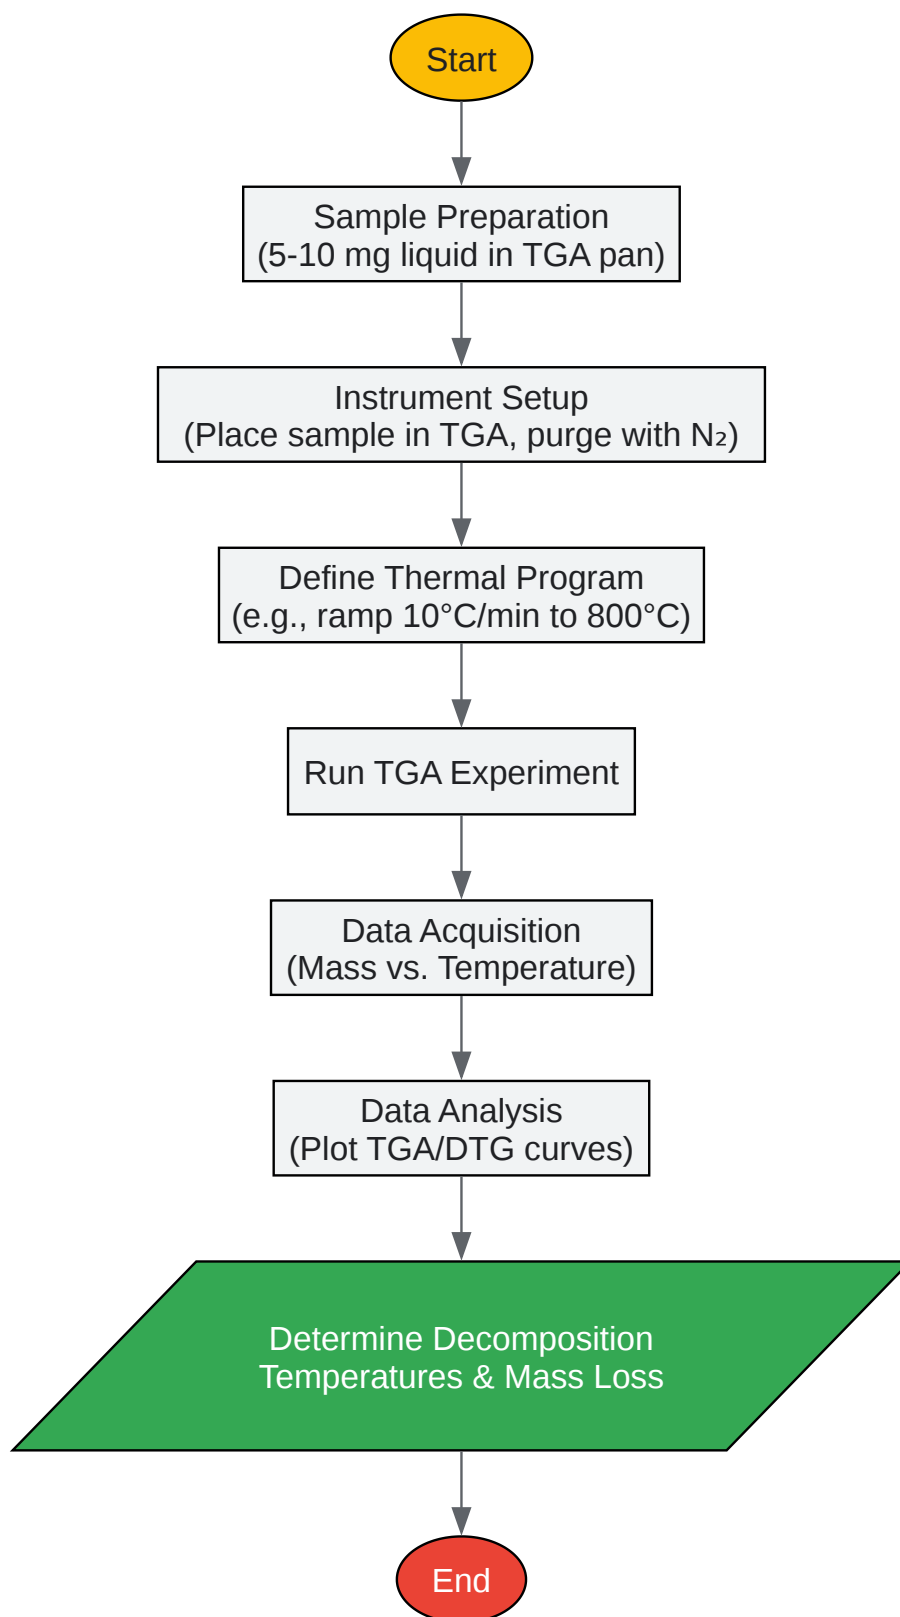 Start
Sample Preparation
(5-10 mg liquid in TGA pan)
Instrument Setup
(Place sample in TGA, purge with N₂)
Define Thermal Program
(e.g., ramp 10°C/min to 800°C)
Run TGA Experiment
Data Acquisition
(Mass vs. Temperature)
Data Analysis
(Plot TGA/DTG curves)
Determine Decomposition
Temperatures & Mass Loss
End